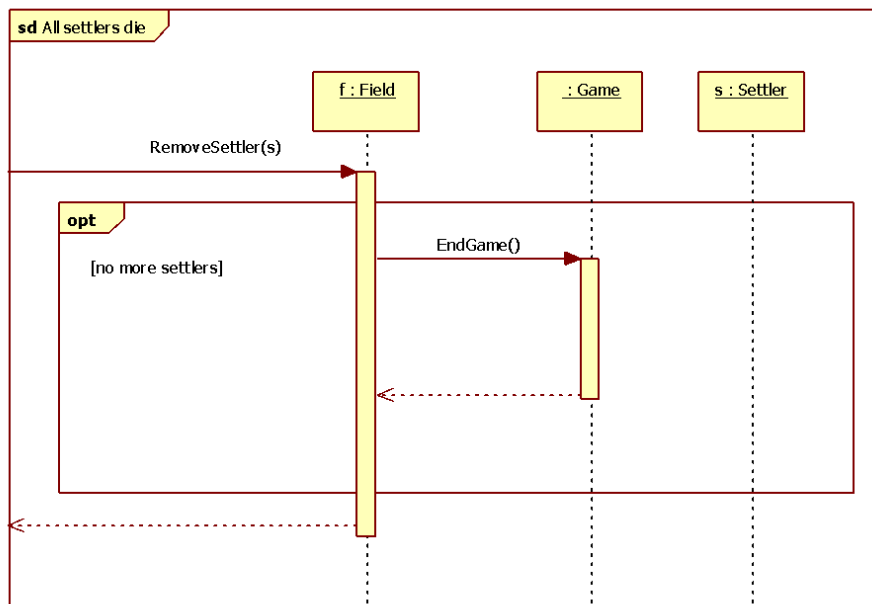 sd All settlers die
f : Field
: Game
s : Settler
RemoveSettler(s)
opt
EndGame()
[no more settlers]